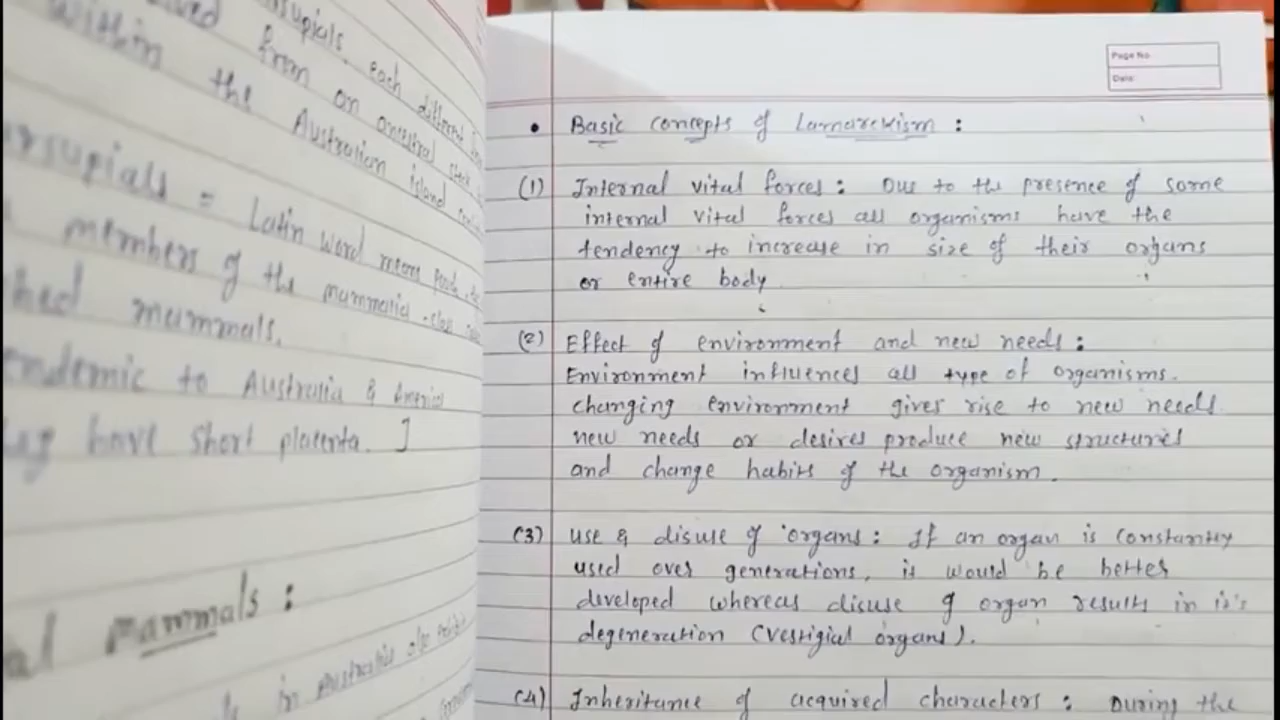 each different
from an ancestral
within the Australian island
= Latin word means
members of the mammalia
mammals.
endemic to Australia &
have short placenta. ]
mammals :
in Australia also
Page No.
Date:
• Basic concepts of Lamarckism :
(1) Internal vital forces : Due to the presence of some
internal vital forces all organisms have the
tendency to increase in size of their organs
or entire body
(2) Effect of environment and new needs :
Environment influences all type of organisms.
changing environment gives rise to new needs.
new needs or desires produce new structures
and change habits of the organism.
(3) use & disuse of organs : If an organ is constantly
used over generations, it would be better
developed whereas disuse of organ results in it's
degeneration (vestigial organs).
(4) Inheritance of acquired characters : During the